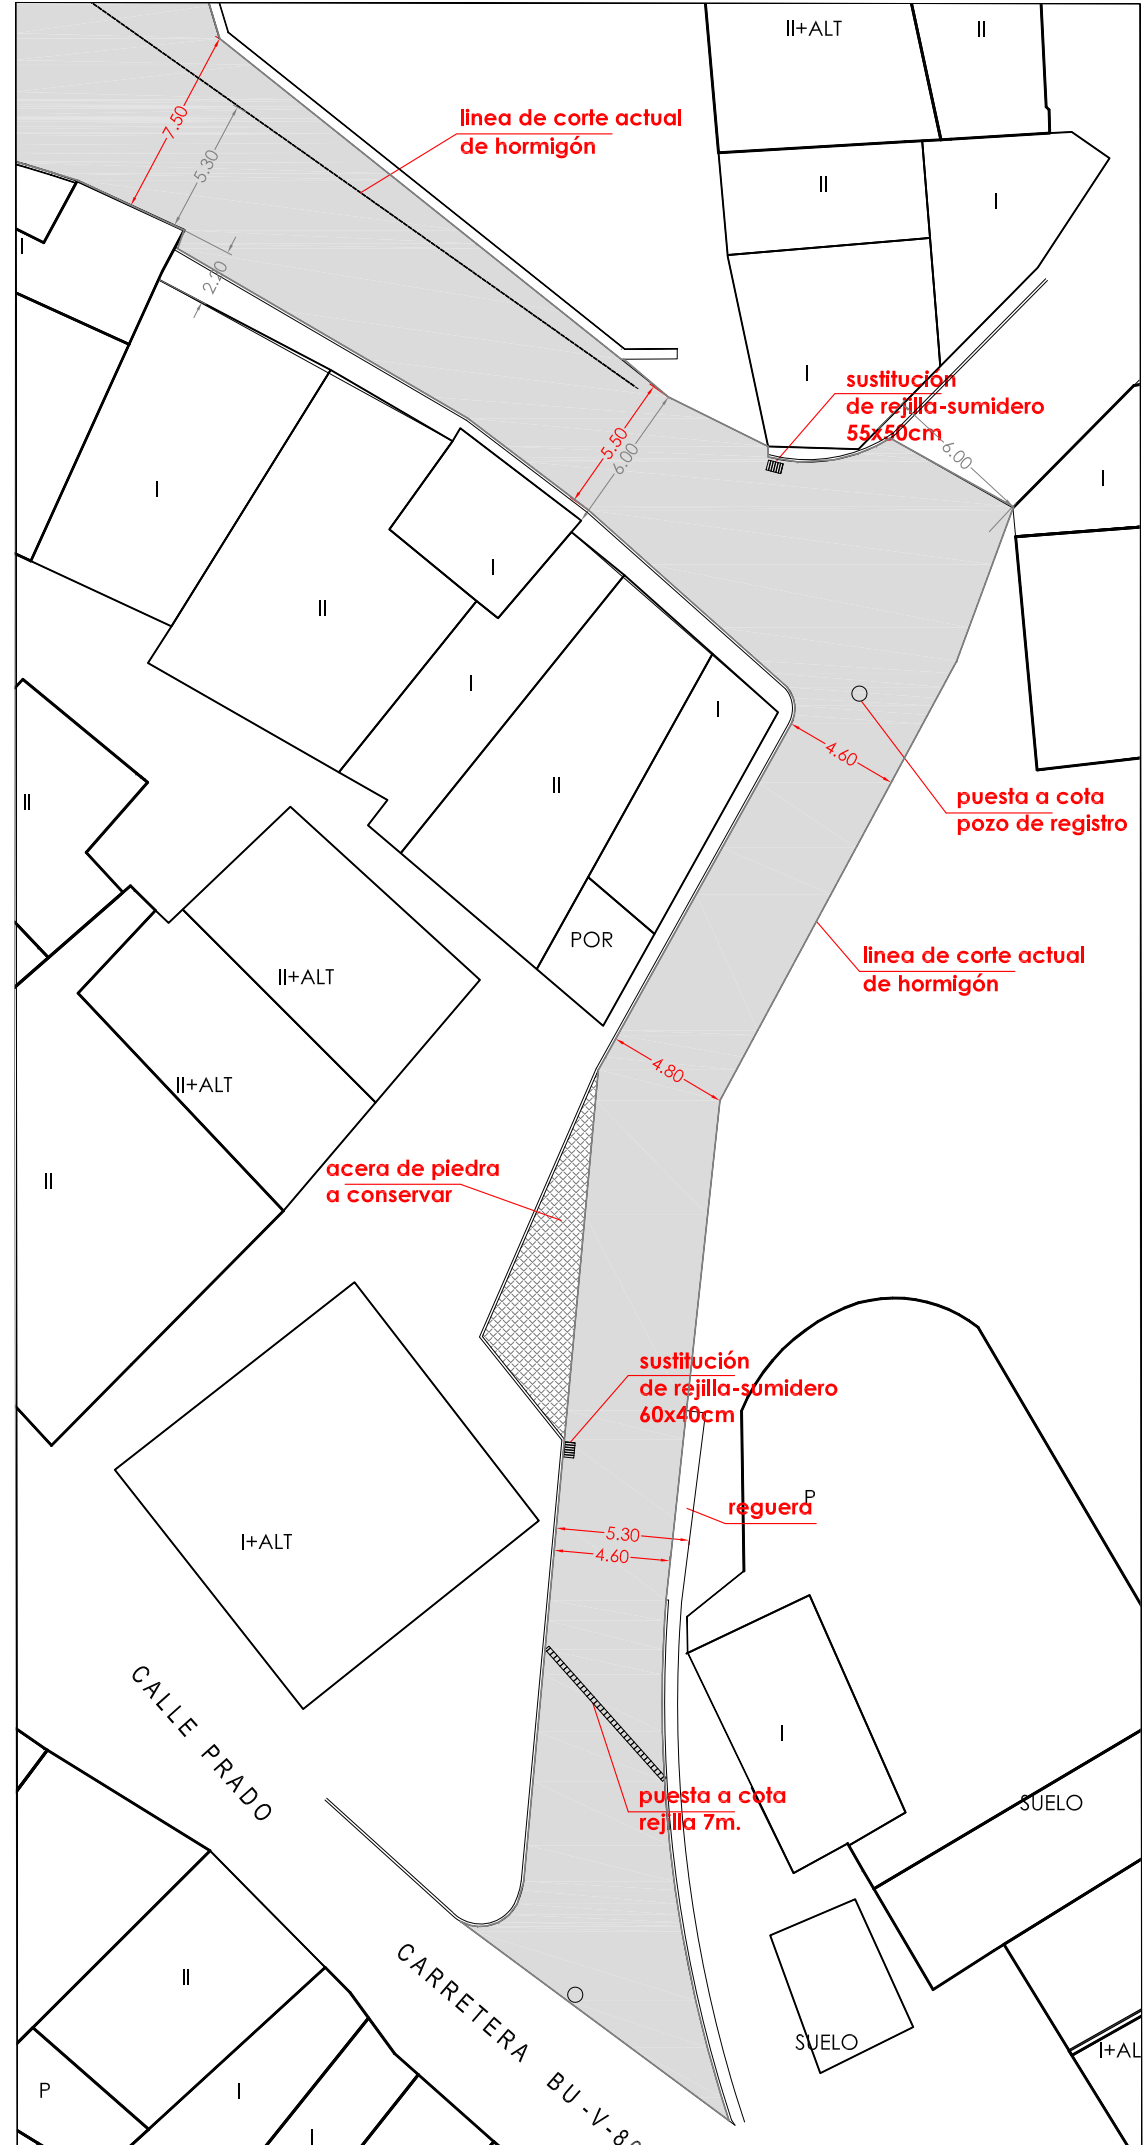 II+ALT
II
linea de corte actual
de hormigón
7.50
5.30
II
I
I
2.20
I
sustitución
de rejilla-sumidero
55x50cm
5.50
6.00
6.00
I
I
I
II
I
I
4.60
II
II
puesta a cota
pozo de registro
POR
linea de corte actual
de hormigón
II+ALT
4.80
II+ALT
acera de piedra
a conservar
II
sustitución
de rejilla-sumidero
60x40cm
P
reguera
5.30
4.60
I+ALT
CALLE PRADO
I
puesta a cota
rejilla 7m.
SUELO
CARRETERA BU-V-80
II
SUELO
I+AL
P
I
I